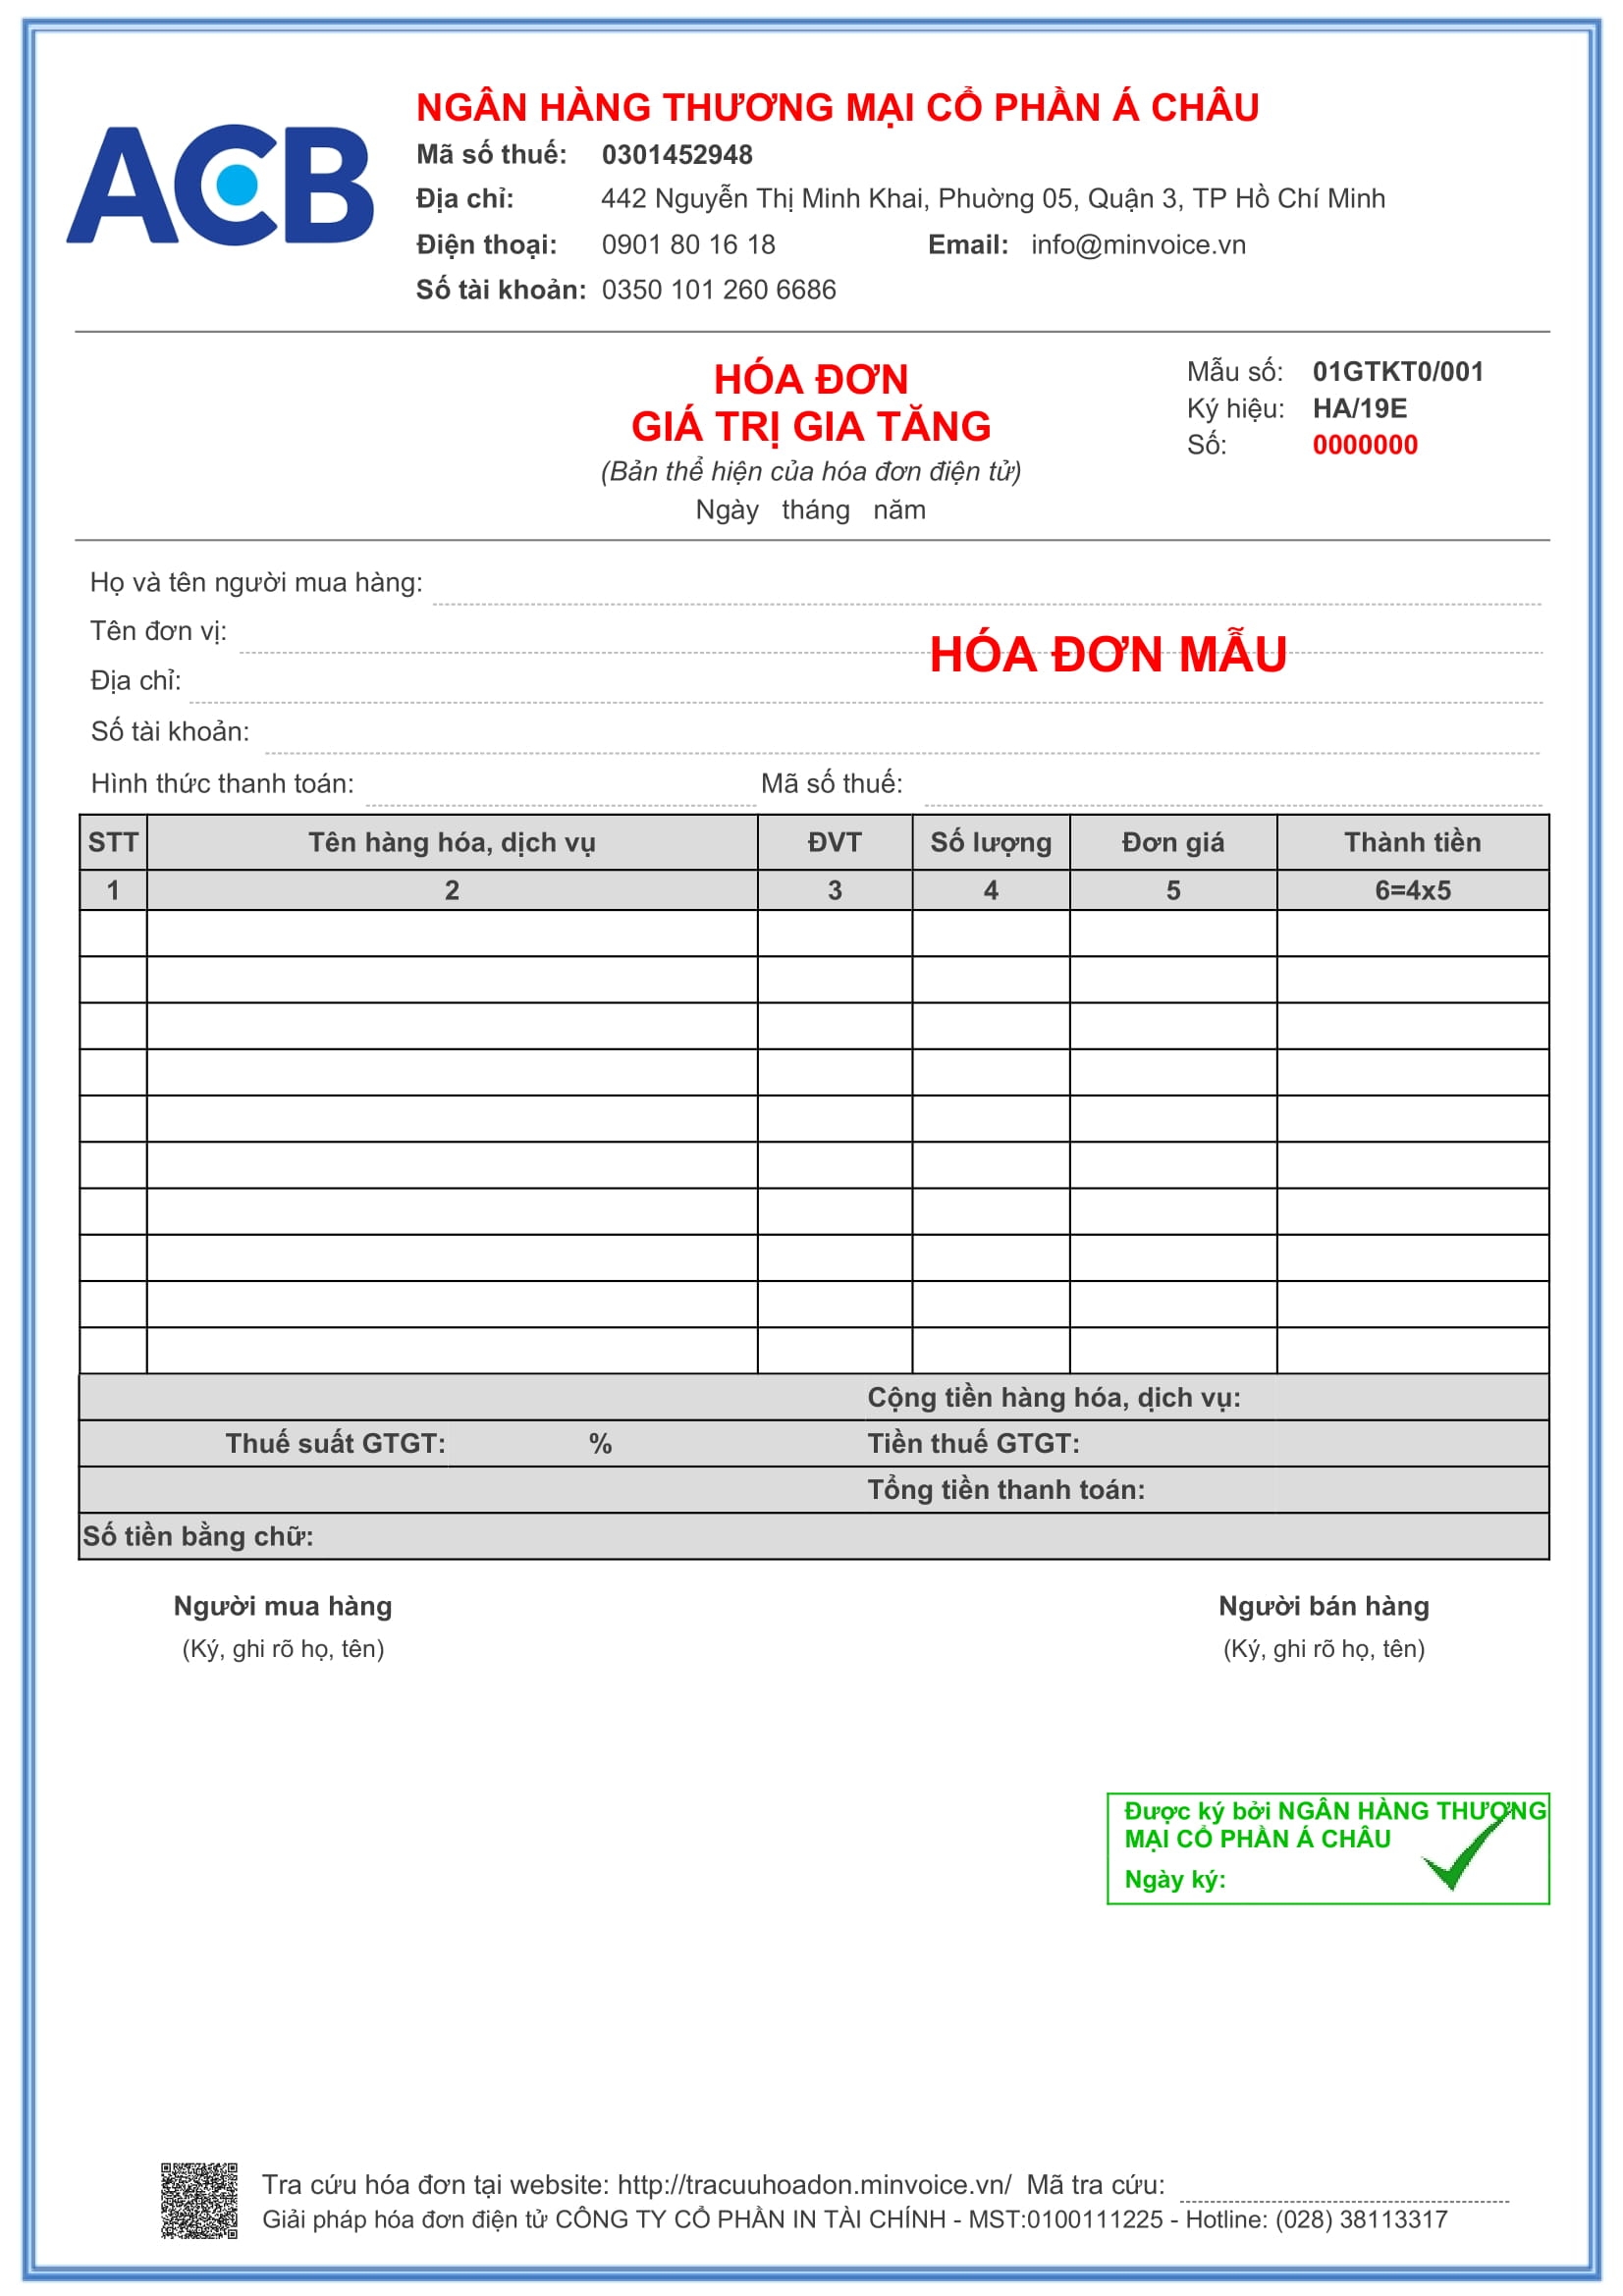 ACB
NGÂN HÀNG THƯƠNG MẠI CỔ PHẦN Á CHÂU
Mã số thuế: 0301452948
Địa chỉ: 442 Nguyễn Thị Minh Khai, Phuờng 05, Quận 3, TP Hồ Chí Minh
Điện thoại: 0901 80 16 18 Email: info@minvoice.vn
Số tài khoản: 0350 101 260 6686
HÓA ĐƠN
GIÁ TRỊ GIA TĂNG
(Bản thể hiện của hóa đơn điện tử)
Ngày tháng năm
Mẫu số: 01GTKT0/001
Ký hiệu: HA/19E
Số: 0000000
Họ và tên người mua hàng:
Tên đơn vị:
HÓA ĐƠN MẪU
Địa chỉ:
Số tài khoản:
Hình thức thanh toán: Mã số thuế:
STT Tên hàng hóa, dịch vụ ĐVT Số lượng Đơn giá Thành tiền
1 2 3 4 5 6=4x5
Cộng tiền hàng hóa, dịch vụ:
Thuế suất GTGT: % Tiền thuế GTGT:
Tổng tiền thanh toán:
Số tiền bằng chữ:
Người mua hàng Người bán hàng
(Ký, ghi rõ họ, tên) (Ký, ghi rõ họ, tên)
Được ký bởi NGÂN HÀNG THƯƠNG
MẠI CỔ PHẦN Á CHÂU
Ngày ký:
Tra cứu hóa đơn tại website: http://tracuuhoadon.minvoice.vn/ Mã tra cứu:
Giải pháp hóa đơn điện tử CÔNG TY CỔ PHẦN IN TÀI CHÍNH - MST:0100111225 - Hotline: (028) 38113317